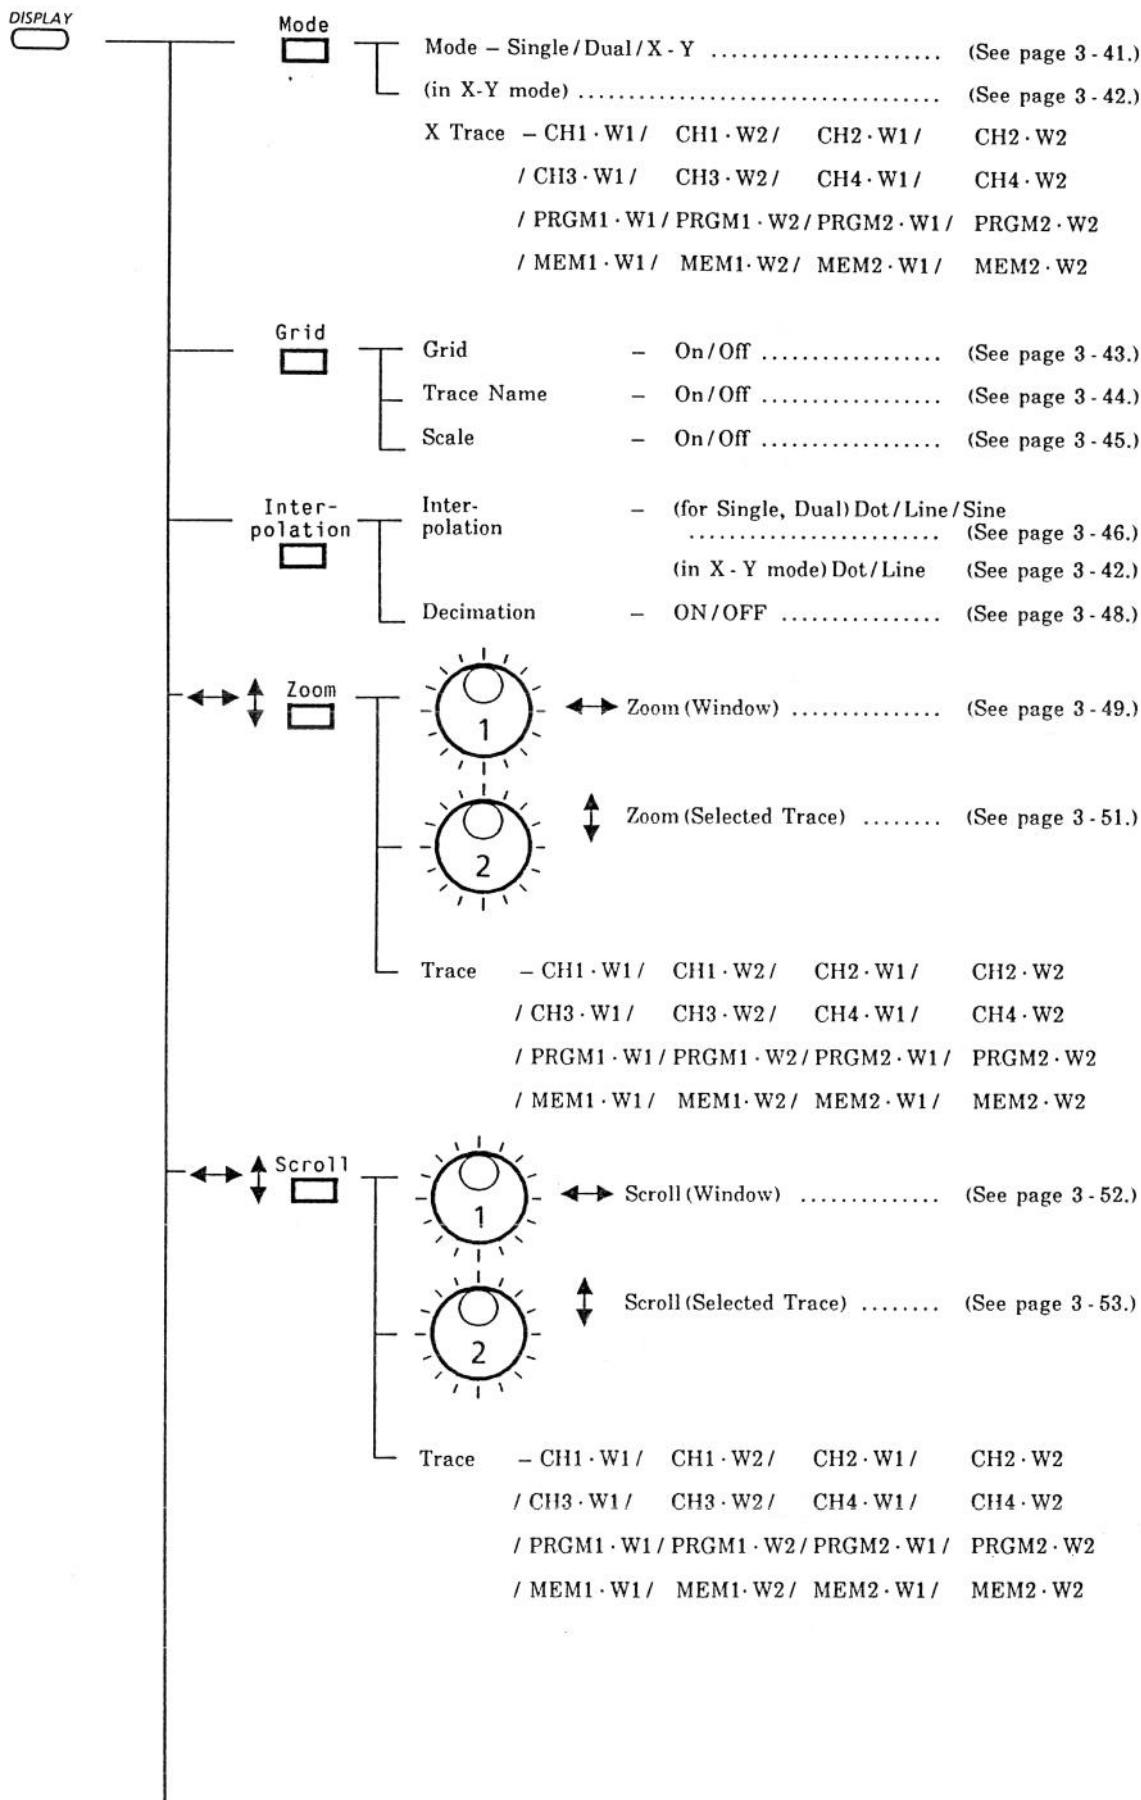 DISPLAY
Mode
Mode – Single / Dual / X - Y ...................... (See page 3 - 41.)
(in X-Y mode) .................................... (See page 3 - 42.)
X Trace – CH1 · W1 / CH1 · W2 / CH2 · W1 / CH2 · W2
/ CH3 · W1 / CH3 · W2 / CH4 · W1 / CH4 · W2
/ PRGM1 · W1 / PRGM1 · W2 / PRGM2 · W1 / PRGM2 · W2
/ MEM1 · W1 / MEM1 · W2 / MEM2 · W1 / MEM2 · W2
Grid
Grid – On / Off .................. (See page 3 - 43.)
Trace Name – On / Off .................. (See page 3 - 44.)
Scale – On / Off .................. (See page 3 - 45.)
Inter-
polation
Inter-
polation
– (for Single, Dual) Dot / Line / Sine
......................... (See page 3 - 46.)
(in X - Y mode) Dot / Line (See page 3 - 42.)
Decimation – ON / OFF ................ (See page 3 - 48.)
Zoom
1
Zoom (Window) ............... (See page 3 - 49.)
2
Zoom (Selected Trace) ........ (See page 3 - 51.)
Trace – CH1 · W1 / CH1 · W2 / CH2 · W1 / CH2 · W2
/ CH3 · W1 / CH3 · W2 / CH4 · W1 / CH4 · W2
/ PRGM1 · W1 / PRGM1 · W2 / PRGM2 · W1 / PRGM2 · W2
/ MEM1 · W1 / MEM1 · W2 / MEM2 · W1 / MEM2 · W2
Scroll
1
Scroll (Window) .............. (See page 3 - 52.)
2
Scroll (Selected Trace) ........ (See page 3 - 53.)
Trace – CH1 · W1 / CH1 · W2 / CH2 · W1 / CH2 · W2
/ CH3 · W1 / CH3 · W2 / CH4 · W1 / CH4 · W2
/ PRGM1 · W1 / PRGM1 · W2 / PRGM2 · W1 / PRGM2 · W2
/ MEM1 · W1 / MEM1 · W2 / MEM2 · W1 / MEM2 · W2